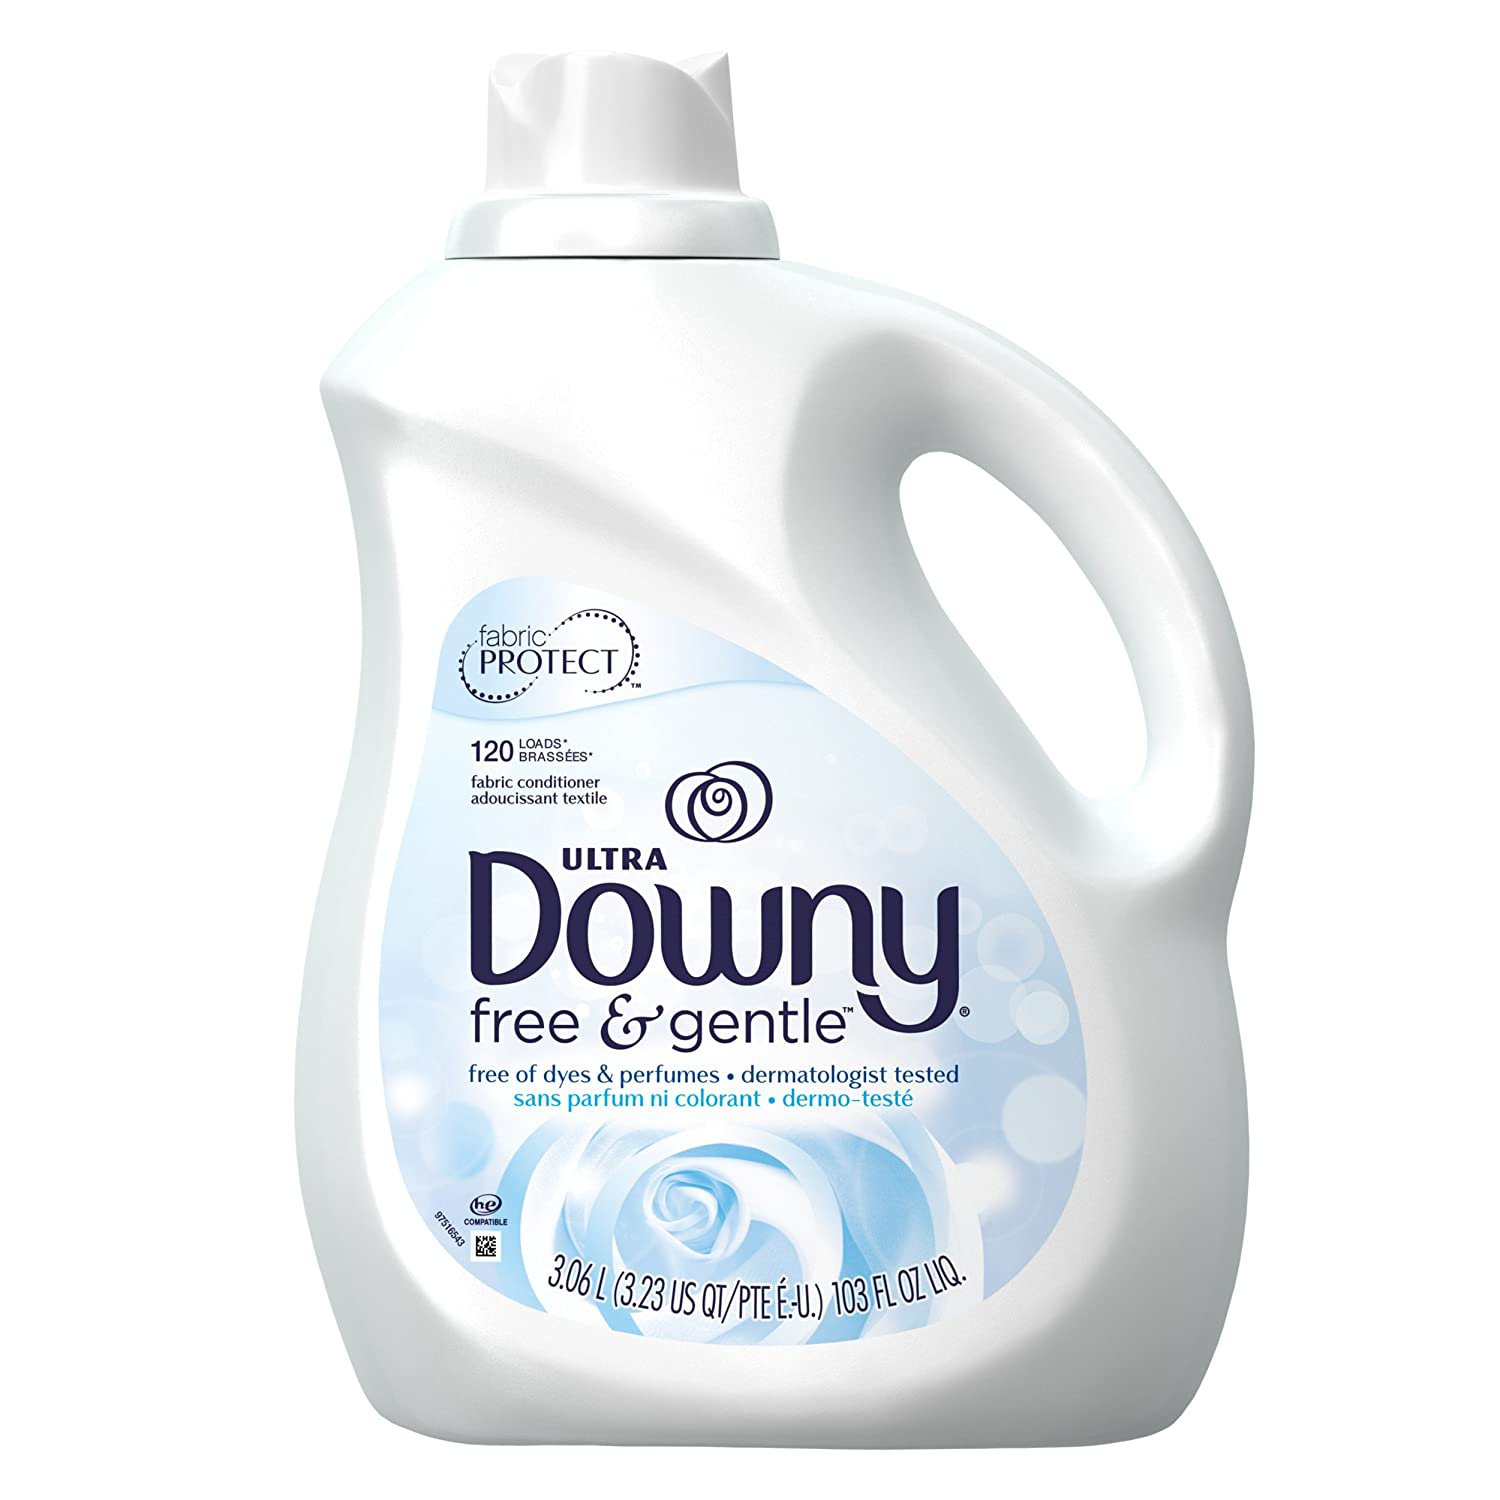 fabric
PROTECT™
120 LOADS*
BRASSÉES*
fabric conditioner
adoucissant textile
ULTRA
Downy®
free & gentle™
free of dyes & perfumes • dermatologist tested
sans parfum ni colorant • dermo-testé
he
COMPATIBLE
97516543
3.06 L (3.23 US QT/PTE É.-U.) 103 FL OZ LIQ.